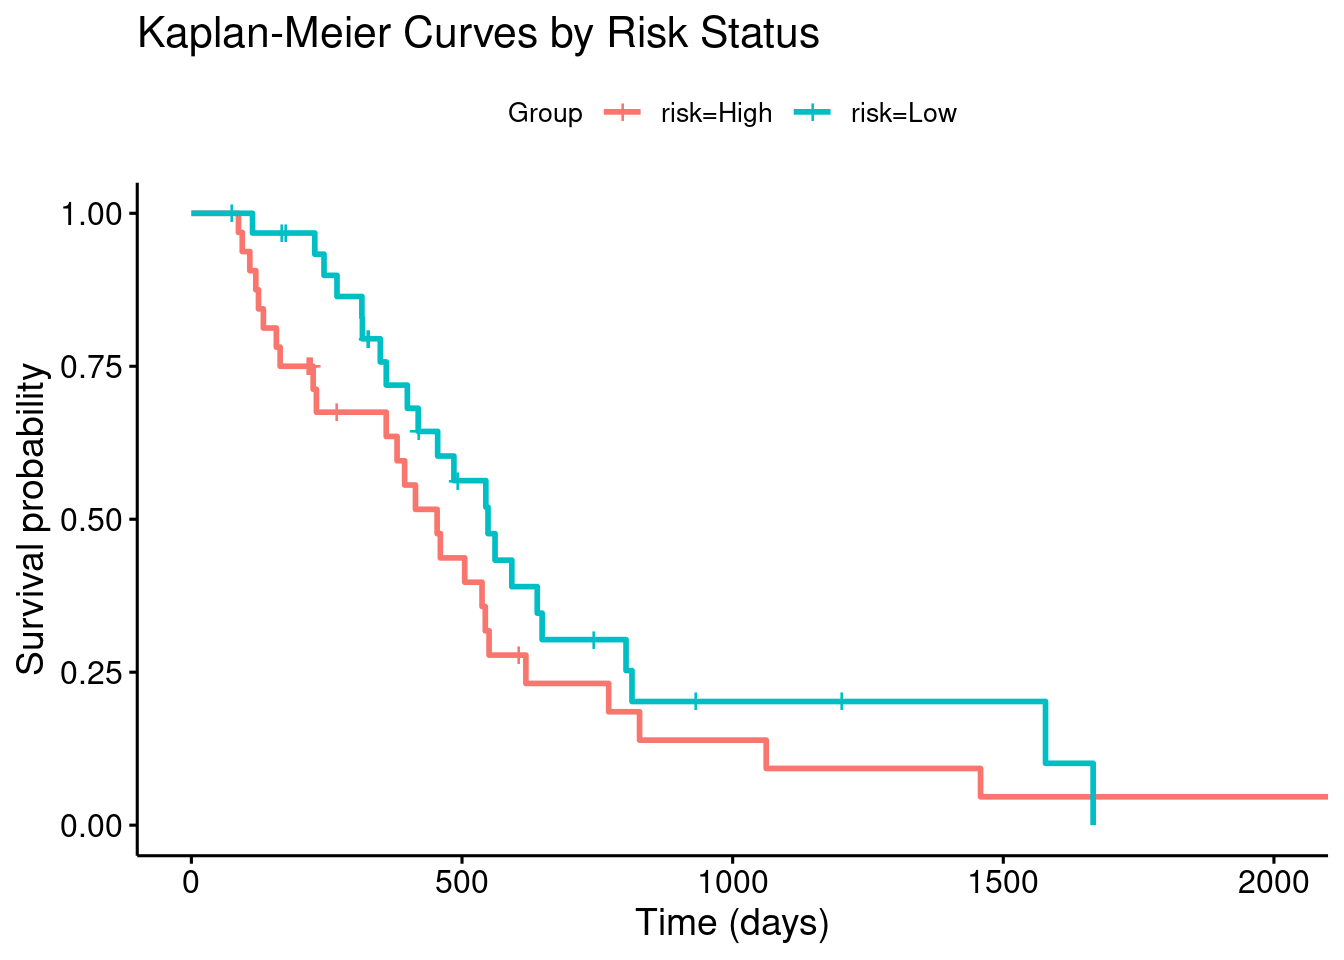 Kaplan-Meier Curves by Risk Status
Group risk=High risk=Low
1.00
0.75
0.50
0.25
0.00
Survival probability
0 500 1000 1500 2000
Time (days)